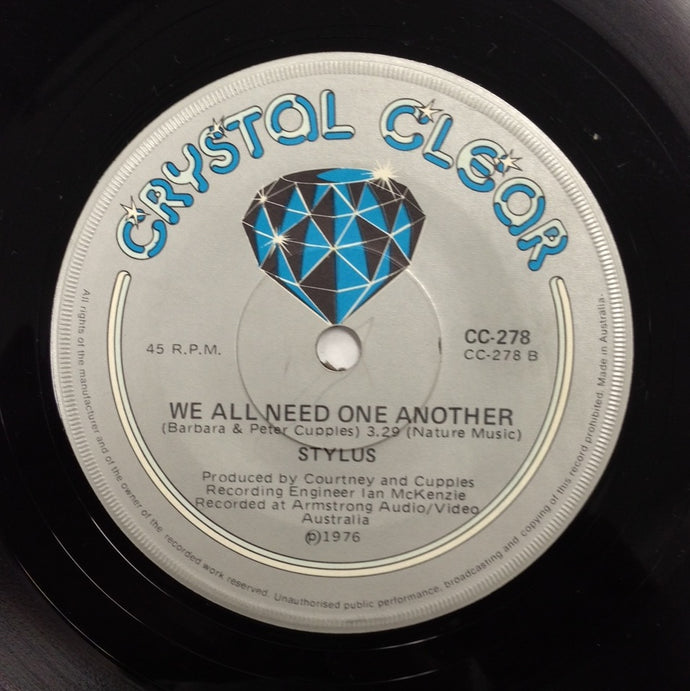 CRYSTAL CLEAR
45 R.P.M.
CC-278
CC-278 B
WE ALL NEED ONE ANOTHER
(Barbara & Peter Cupples) 3.29 (Nature Music)
STYLUS
Produced by Courtney and Cupples
Recording Engineer Ian McKenzie
Recorded at Armstrong Audio/Video
Australia
℗1976
All rights of the manufacturer and of the owner of the recorded work reserved. Unauthorised public performance, broadcasting and copying of this record prohibited. Made in Australia.